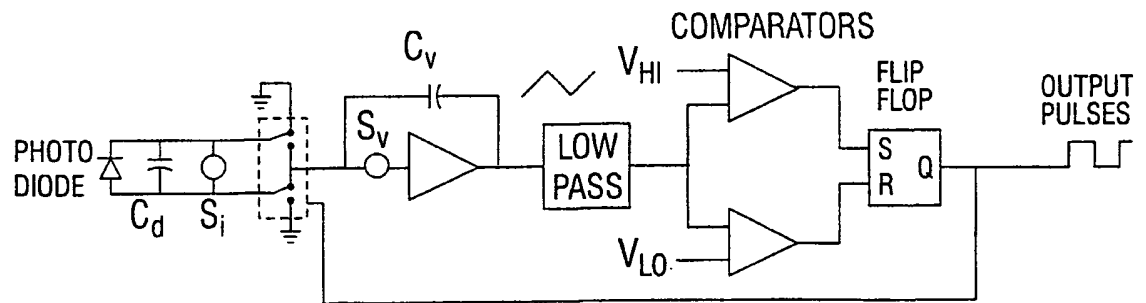 COMPARATORS
C_v
V_HI
FLIP
FLOP
OUTPUT
PULSES
PHOTO
DIODE
S_v
LOW
PASS
S
R
Q
C_d
S_i
V_LO